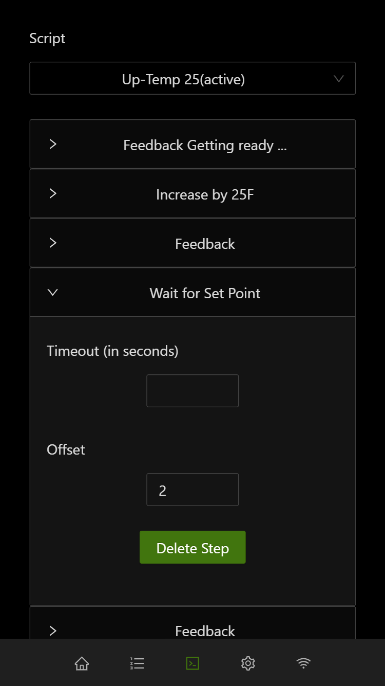 Script
Up-Temp 25(active)
Feedback Getting ready ...
Increase by 25F
Feedback
Wait for Set Point
Timeout (in seconds)
Offset
2
Delete Step
Feedback